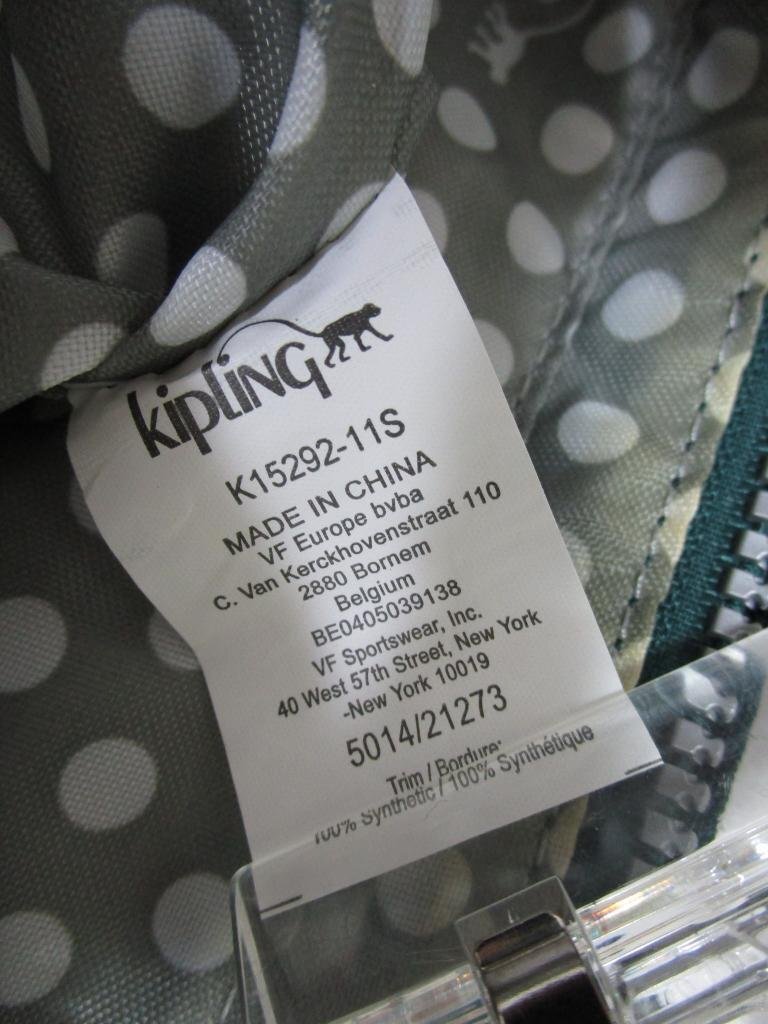 kipling
K15292-11S
MADE IN CHINA
VF Europe bvba
C. Van Kerckhovenstraat 110
2880 Bornem
Belgium
BE0405039138
VF Sportswear, Inc.
40 West 57th Street, New York
-New York 10019
5014/21273
Trim / Bordure:
100% Synthetic / 100% Synthétique